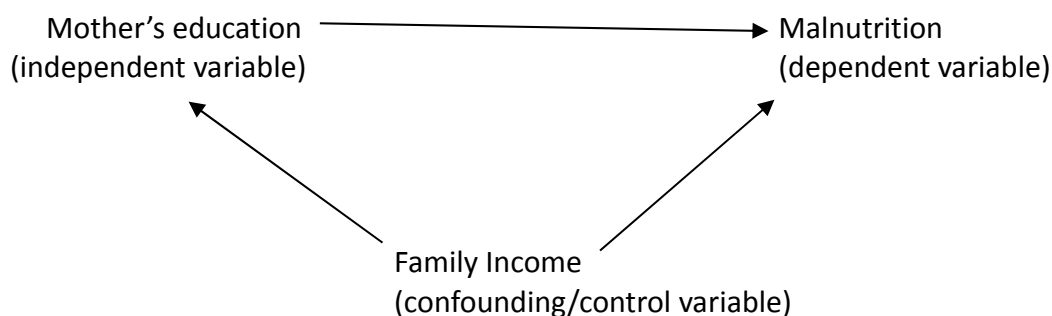 Mother’s education
(independent variable)
Malnutrition
(dependent variable)
Family Income
(confounding/control variable)